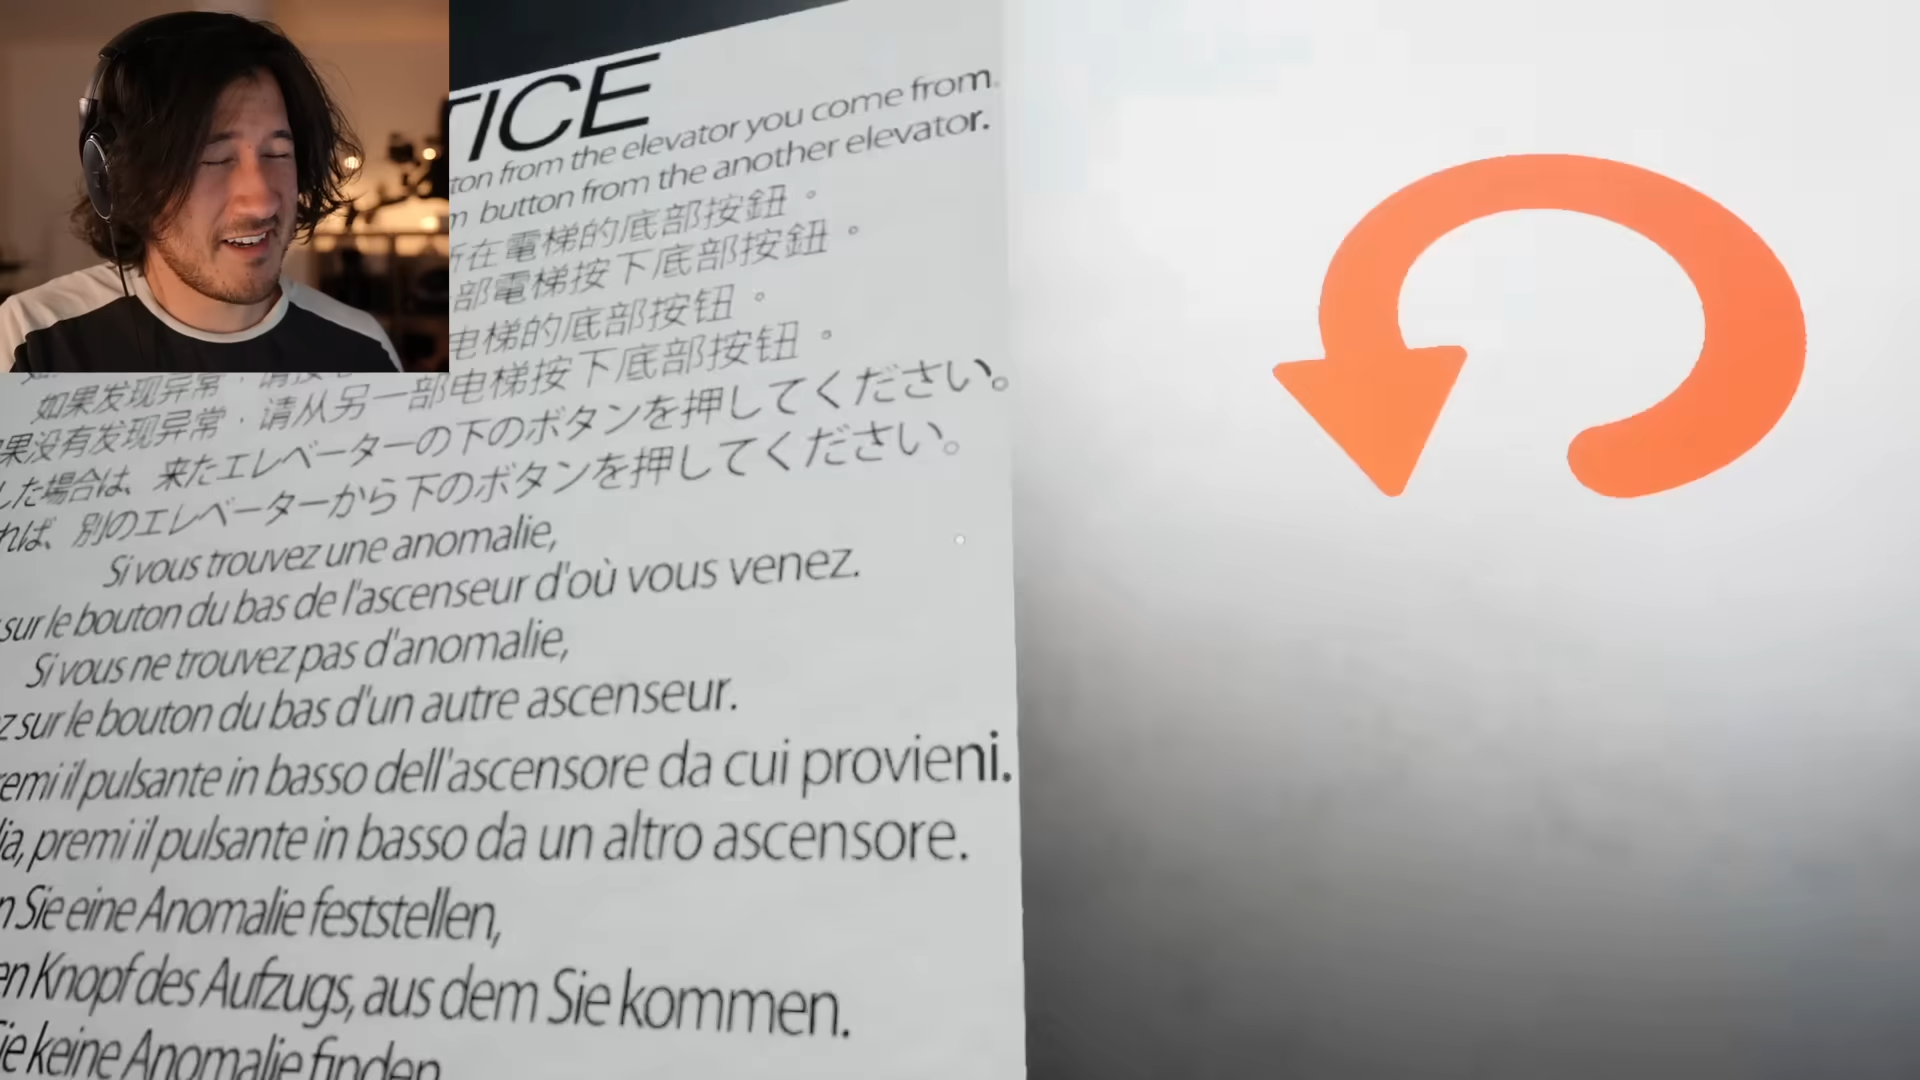 TICE
ton from the elevator you come from.
m button from the another elevator.
所在電梯的底部按鈕。
部電梯按下底部按鈕。
电梯的底部按钮。
如果发现异常,请从另一部电梯按下底部按钮。
果没有发现异常,请从另一部电梯按下底部按钮。
した場合は、来たエレベーターの下のボタンを押してください。
れば、別のエレベーターから下のボタンを押してください。
Si vous trouvez une anomalie,
sur le bouton du bas de l'ascenseur d'où vous venez.
Si vous ne trouvez pas d'anomalie,
z sur le bouton du bas d'un autre ascenseur.
emi il pulsante in basso dell'ascensore da cui provieni.
lia, premi il pulsante in basso da un altro ascensore.
n Sie eine Anomalie feststellen,
en Knopf des Aufzugs, aus dem Sie kommen.
ie keine Anomalie finden